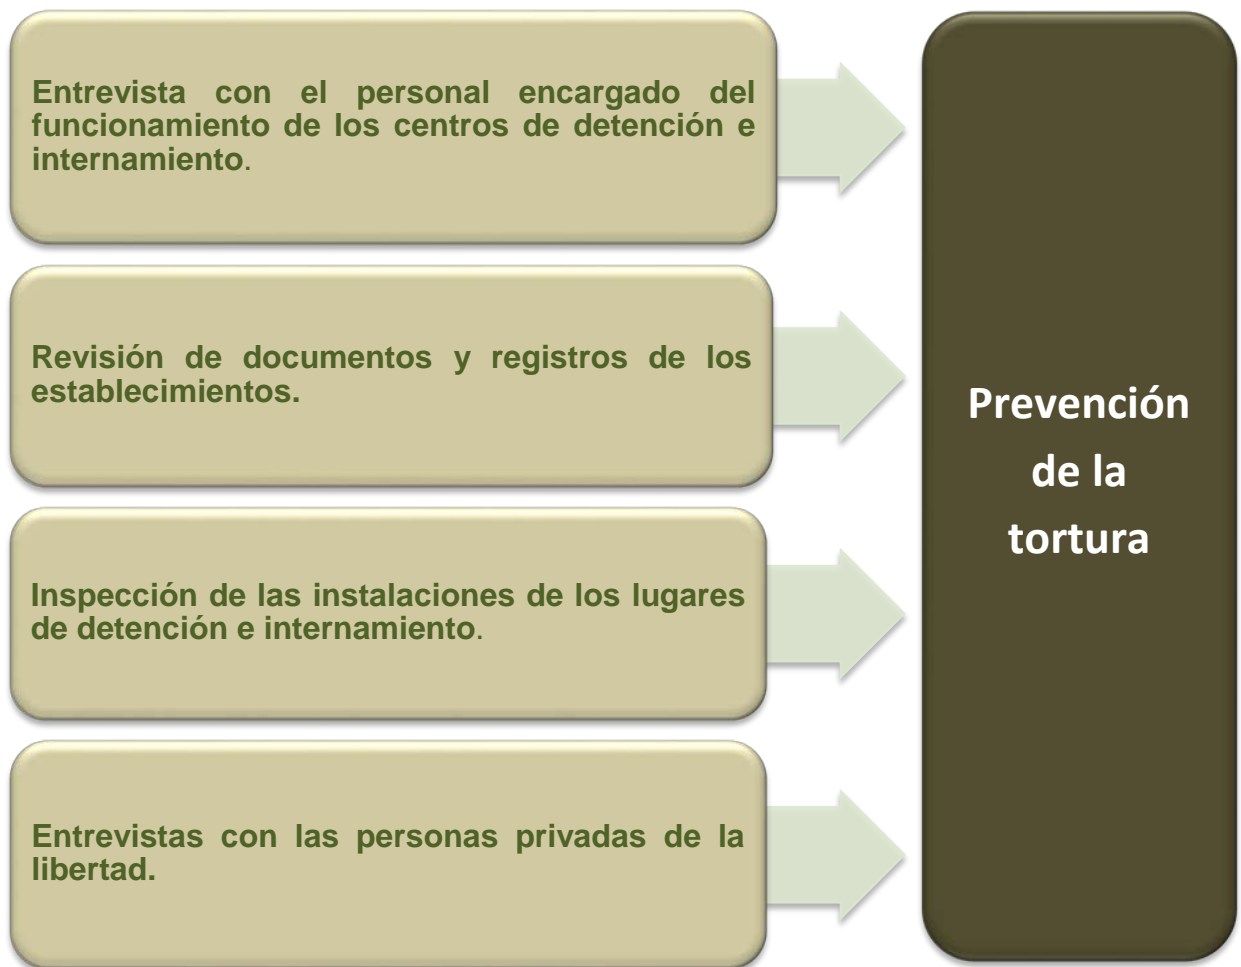 Entrevista con el personal encargado del
funcionamiento de los centros de detención e
internamiento.
Revisión de documentos y registros de los
establecimientos.
Inspección de las instalaciones de los lugares
de detención e internamiento.
Entrevistas con las personas privadas de la
libertad.
Prevención
de la
tortura